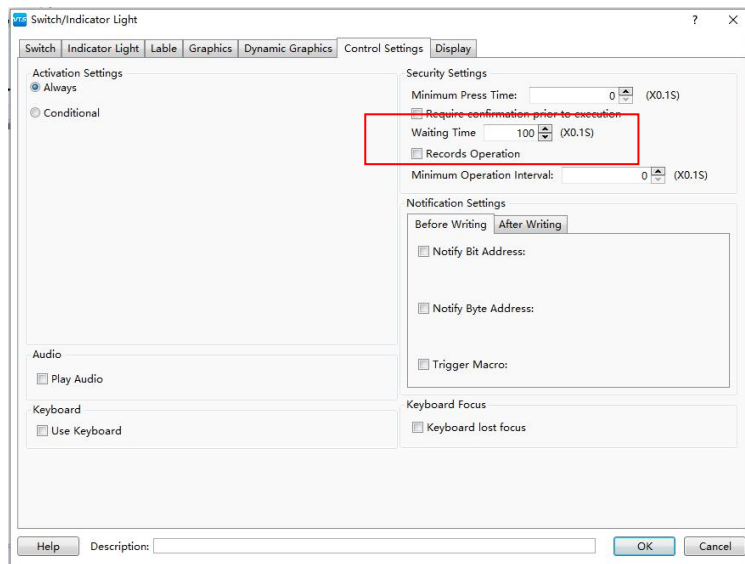 VT-S Switch/Indicator Light ? X
Switch Indicator Light Lable Graphics Dynamic Graphics Control Settings Display
Activation Settings
Always
Conditional
Security Settings
Minimum Press Time: 0 (X0.1S)
Require confirmation prior to execution
Waiting Time 100 (X0.1S)
Records Operation
Minimum Operation Interval: 0 (X0.1S)
Notification Settings
Before Writing After Writing
Notify Bit Address:
Notify Byte Address:
Trigger Macro:
Audio
Play Audio
Keyboard
Use Keyboard
Keyboard Focus
Keyboard lost focus
Help Description: OK Cancel